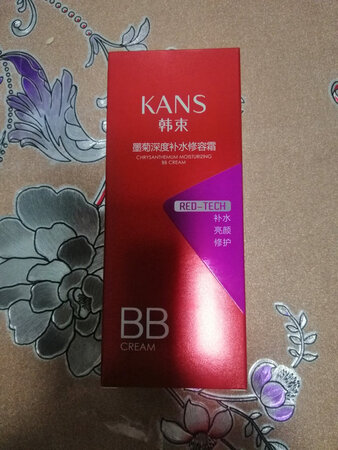 KANS
韩束
墨菊深度补水修容霜
CHRYSANTHEMUM MOISTURIZING
BB CREAM
RED-TECH
补水
亮颜
修护
BB
CREAM